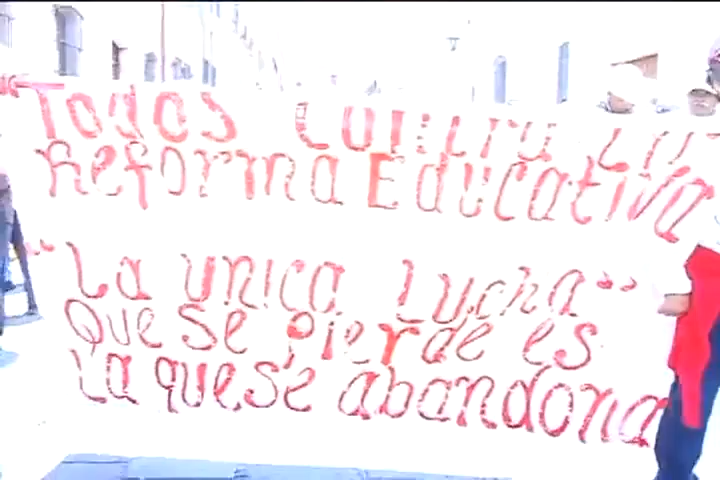 Todos contra la
Reforma Educativa
"La unica lucha"
Que se pierde es
La que se abandona